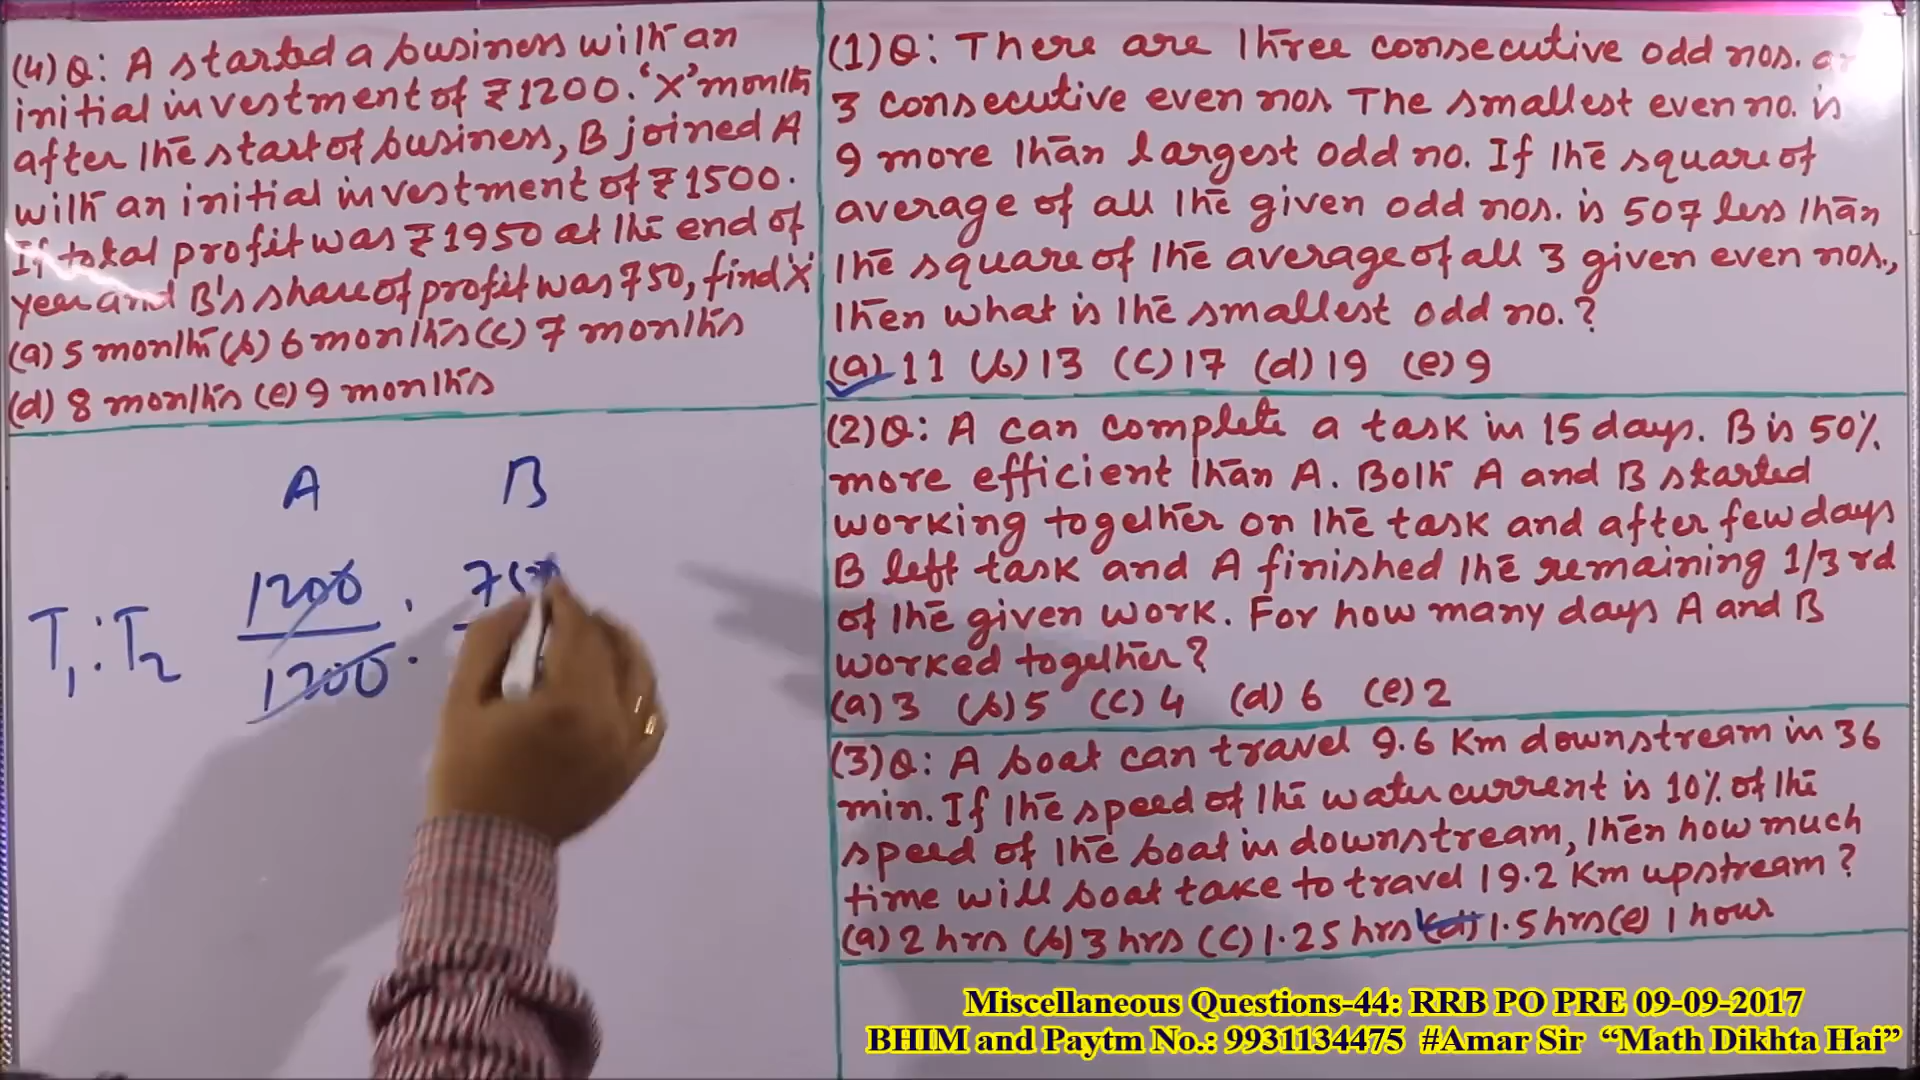 (4)Q: A started a business with an
initial investment of ₹1200. 'X' month
after the start of business, B joined A
with an initial investment of ₹1500.
If total profit was ₹1950 at the end of
year and B's share of profit was 750, find 'X'
(a) 5 month (b) 6 months (c) 7 months
(d) 8 months (e) 9 months
A B
T₁:T₂ 1200 :
1200
(1)Q: There are three consecutive odd nos.
3 consecutive even nos. The smallest even no. is
9 more than largest odd no. If the square of
average of all the given odd nos. is 507 less than
the square of the average of all 3 given even nos.,
then what is the smallest odd no.?
(a) 11 (b) 13 (c) 17 (d) 19 (e) 9
(2)Q: A can complete a task in 15 days. B is 50%
more efficient than A. Both A and B started
working together on the task and after few days
B left task and A finished the remaining 1/3 rd
of the given work. For how many days A and B
worked together?
(a) 3 (b) 5 (c) 4 (d) 6 (e) 2
(3)Q: A boat can travel 9.6 Km downstream in 36
min. If the speed of the water current is 10% of the
speed of the boat in downstream, then how much
time will boat take to travel 19.2 Km upstream?
(a) 2 hrs (b) 3 hrs (c) 1.25 hrs (d) 1.5 hrs (e) 1 hour
Miscellaneous Questions-44: RRB PO PRE 09-09-2017
BHIM and Paytm No.: 9931134475 #Amar Sir “Math Dikhta Hai”